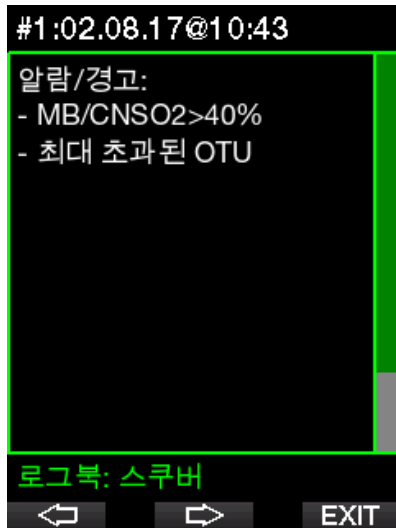 #1:02.08.17@10:43
알람/경고:
- MB/CNSO2>40%
- 최대 초과된 OTU
로그북: 스쿠버
EXIT